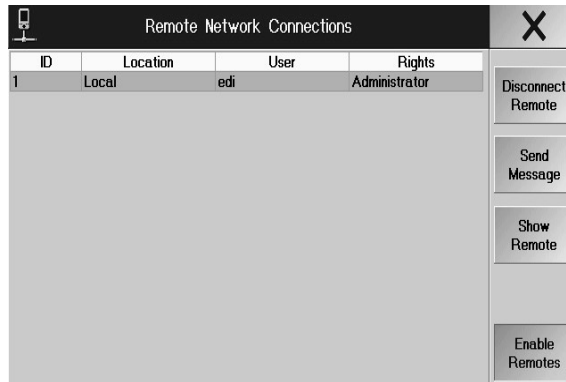 Remote Network Connections
X
ID Location User Rights
1 Local edi Administrator
Disconnect
Remote
Send
Message
Show
Remote
Enable
Remotes